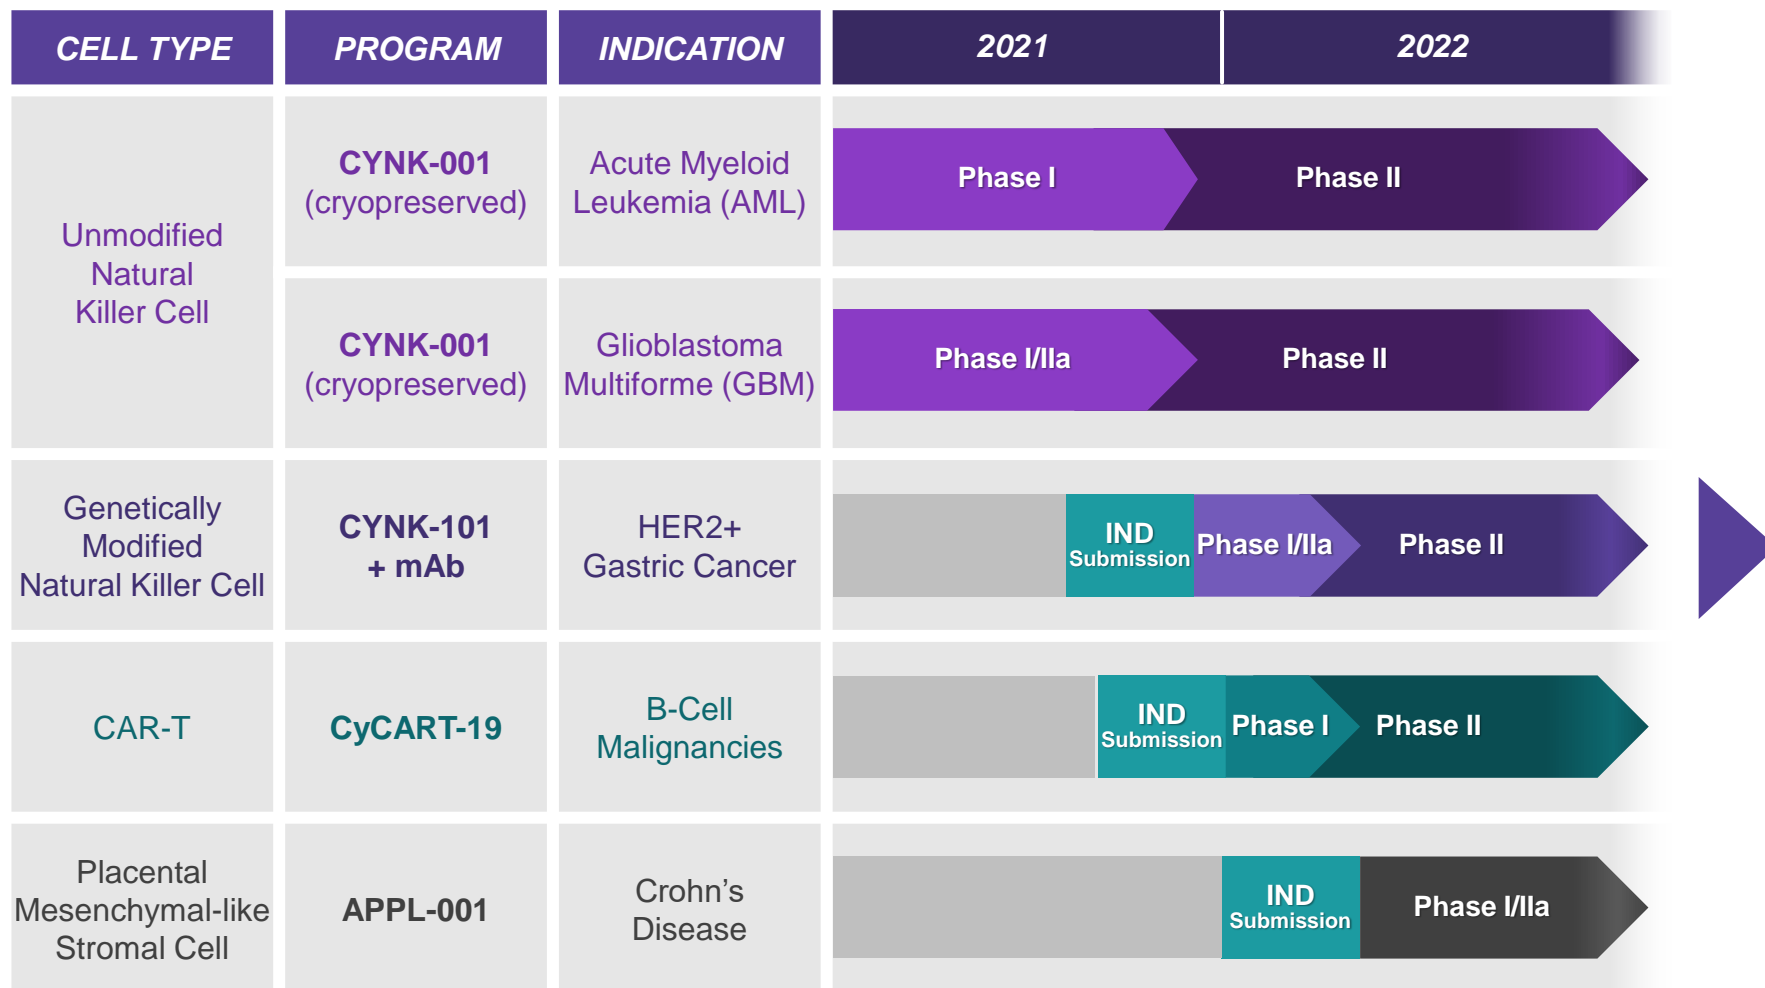 CELL TYPE
PROGRAM
INDICATION
2021
2022
Unmodified
Natural
Killer Cell
CYNK-001
(cryopreserved)
Acute Myeloid
Leukemia (AML)
Phase I
Phase II
CYNK-001
(cryopreserved)
Glioblastoma
Multiforme (GBM)
Phase I/IIa
Phase II
Genetically
Modified
Natural Killer Cell
CYNK-101
+ mAb
HER2+
Gastric Cancer
IND
Submission
Phase I/IIa
Phase II
CAR-T
CyCART-19
B-Cell
Malignancies
IND
Submission
Phase I
Phase II
Placental
Mesenchymal-like
Stromal Cell
APPL-001
Crohn’s
Disease
IND
Submission
Phase I/IIa